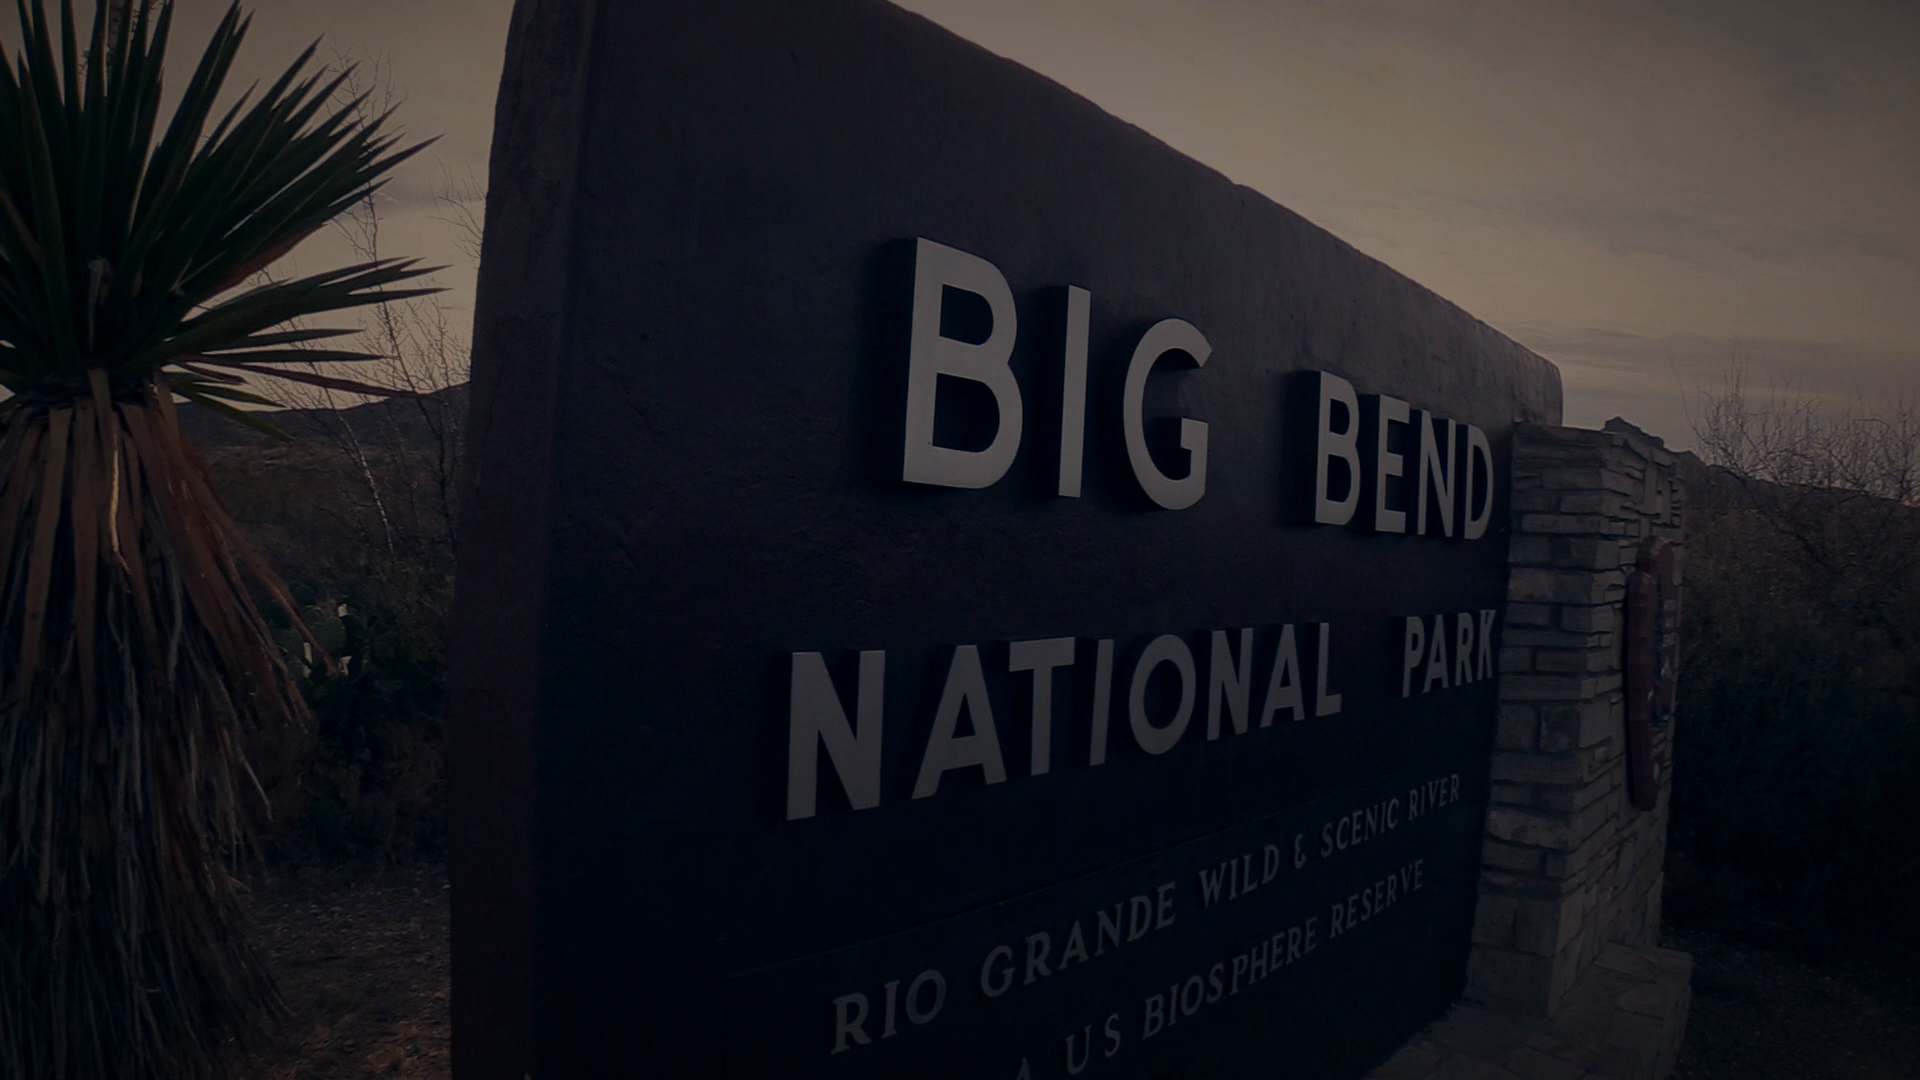 BIG BEND
NATIONAL PARK
RIO GRANDE WILD & SCENIC RIVER
A US BIOSPHERE RESERVE